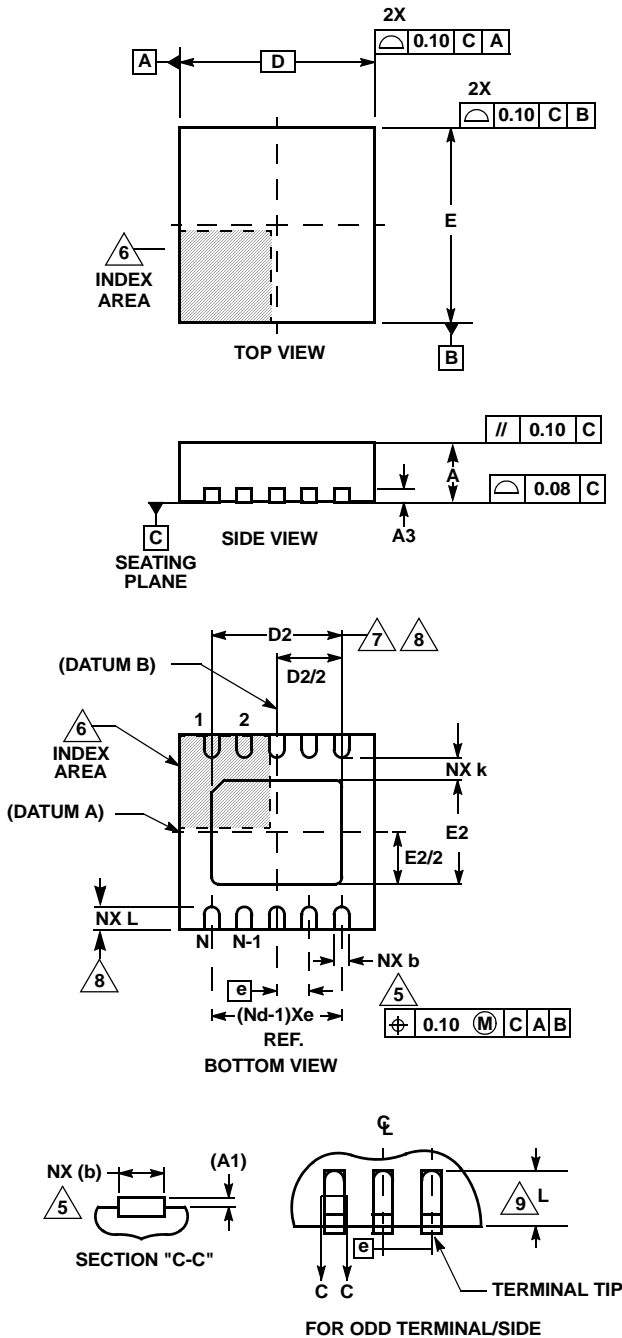 2X
0.10 C A
A
D
2X
0.10 C B
E
6
INDEX
AREA
TOP VIEW
B
// 0.10 C
A
0.08 C
A3
C
SIDE VIEW
SEATING
PLANE
D2
7 8
(DATUM B)
D2/2
6
1 2
INDEX
AREA
NX k
(DATUM A)
E2
E2/2
NX L
8
N N-1
NX b
e
5
(Nd-1)Xe
REF.
⌖ 0.10 Ⓜ C A B
BOTTOM VIEW
℄
NX (b)
(A1)
5
9 L
SECTION "C-C"
e
C C
TERMINAL TIP
FOR ODD TERMINAL/SIDE